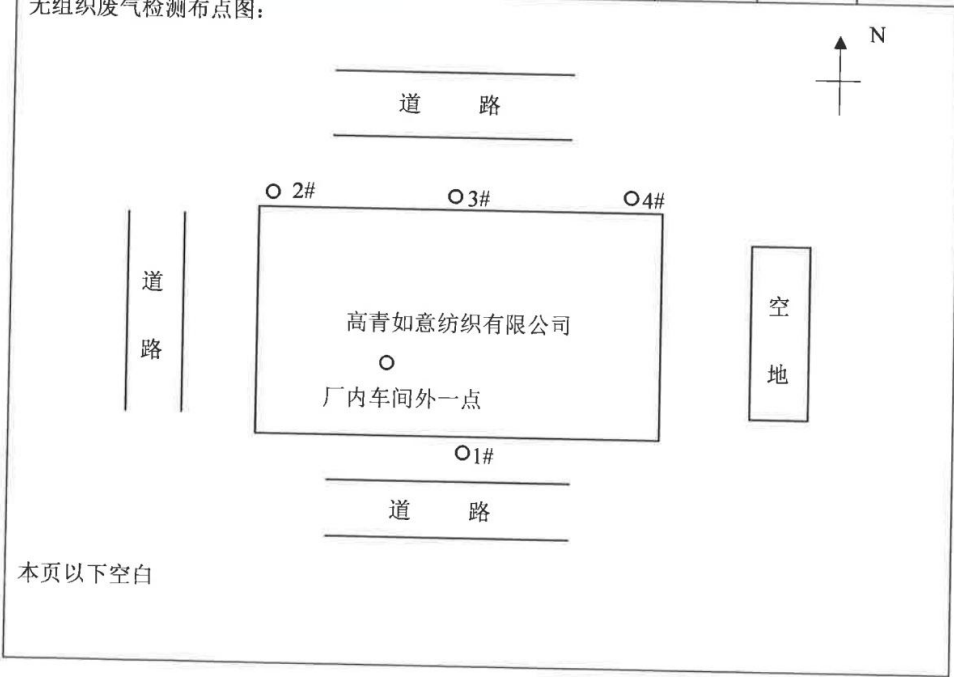 无组织废气检测布点图：
N
道 路
2#
3#
4#
道
路
空
地
高青如意纺织有限公司
厂内车间外一点
1#
道 路
本页以下空白